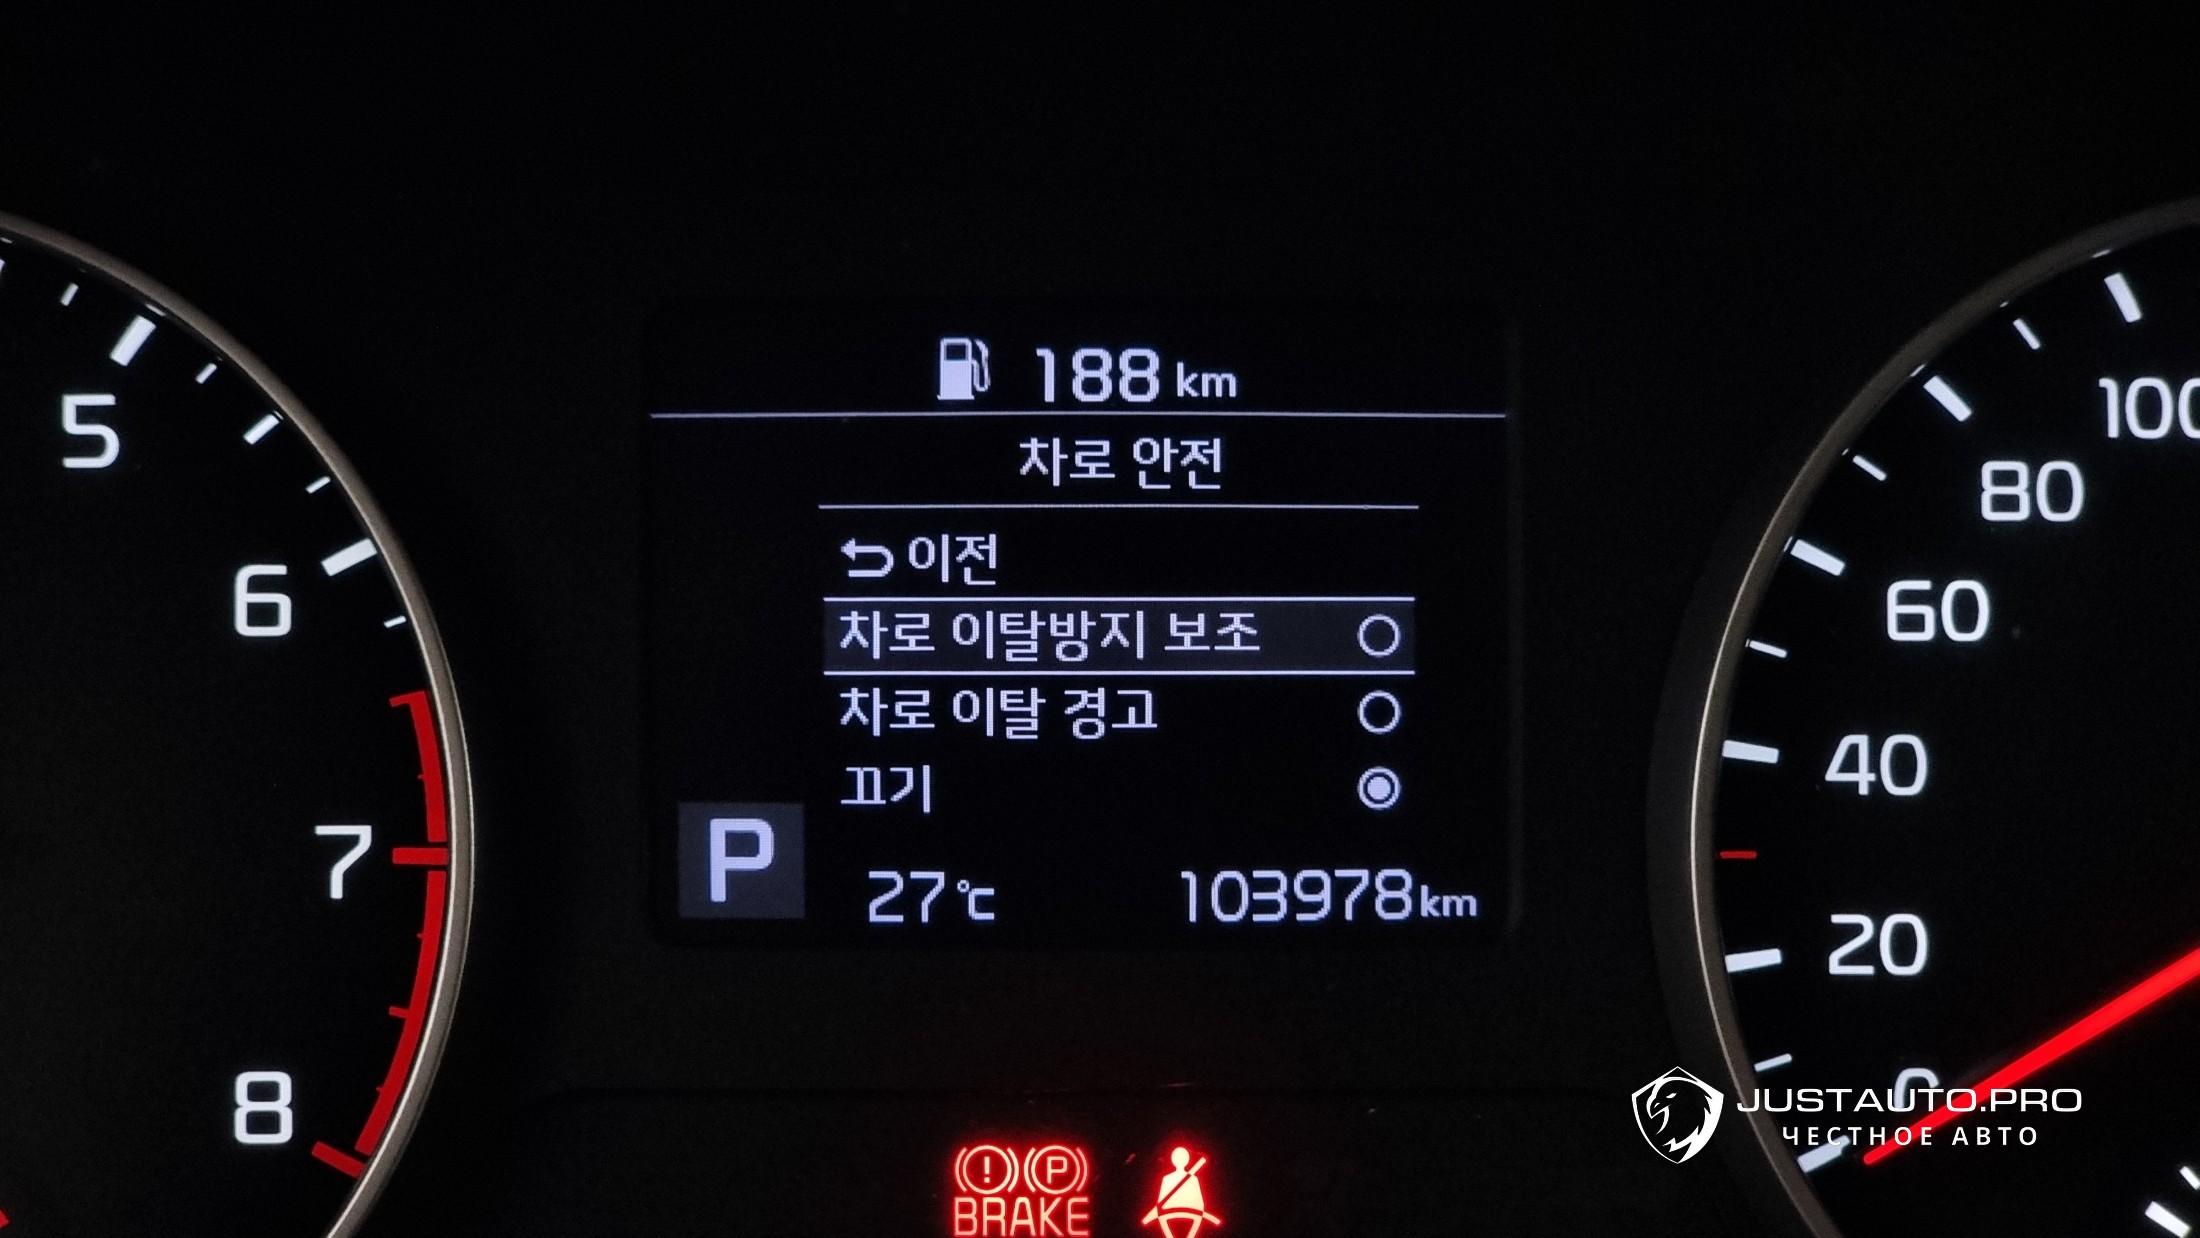 188 km
차로 안전
이전
차로 이탈방지 보조
차로 이탈 경고
끄기
P
27℃
103978km
5
6
7
8
100
80
60
40
20
0
BRAKE
P
JUSTAUTO.PRO
ЧЕСТНОЕ АВТО